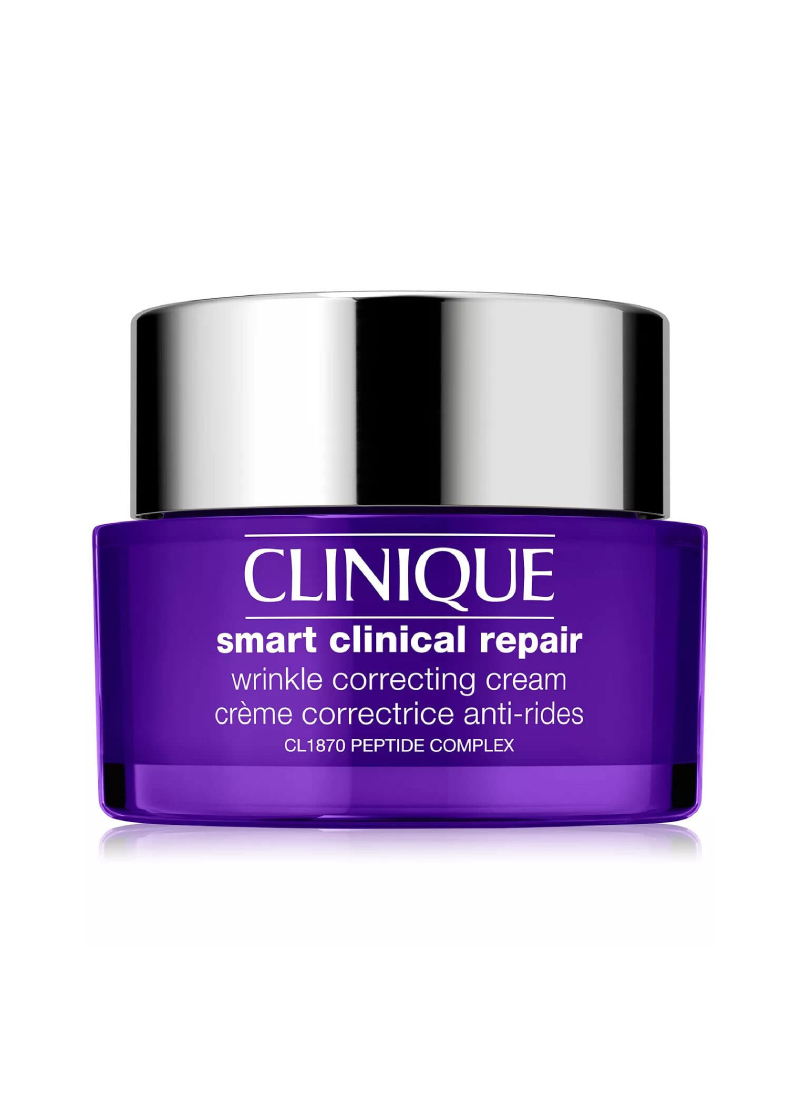 CLINIQUE
smart clinical repair
wrinkle correcting cream
crème correctrice anti-rides
CL1870 PEPTIDE COMPLEX